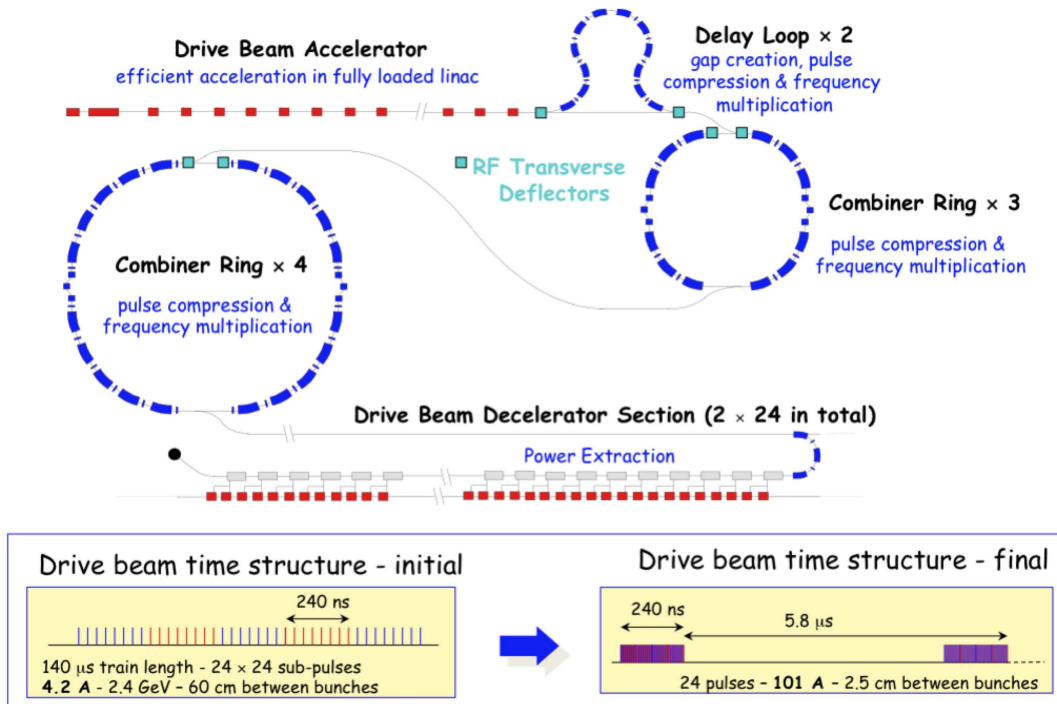 Drive Beam Accelerator
efficient acceleration in fully loaded linac
Delay Loop × 2
gap creation, pulse
compression & frequency
multiplication
RF Transverse
Deflectors
Combiner Ring × 3
pulse compression &
frequency multiplication
Combiner Ring × 4
pulse compression &
frequency multiplication
Drive Beam Decelerator Section (2 × 24 in total)
Power Extraction
Drive beam time structure - initial
240 ns
140 μs train length - 24 × 24 sub-pulses
4.2 A - 2.4 GeV – 60 cm between bunches
Drive beam time structure - final
240 ns
5.8 μs
24 pulses – 101 A – 2.5 cm between bunches